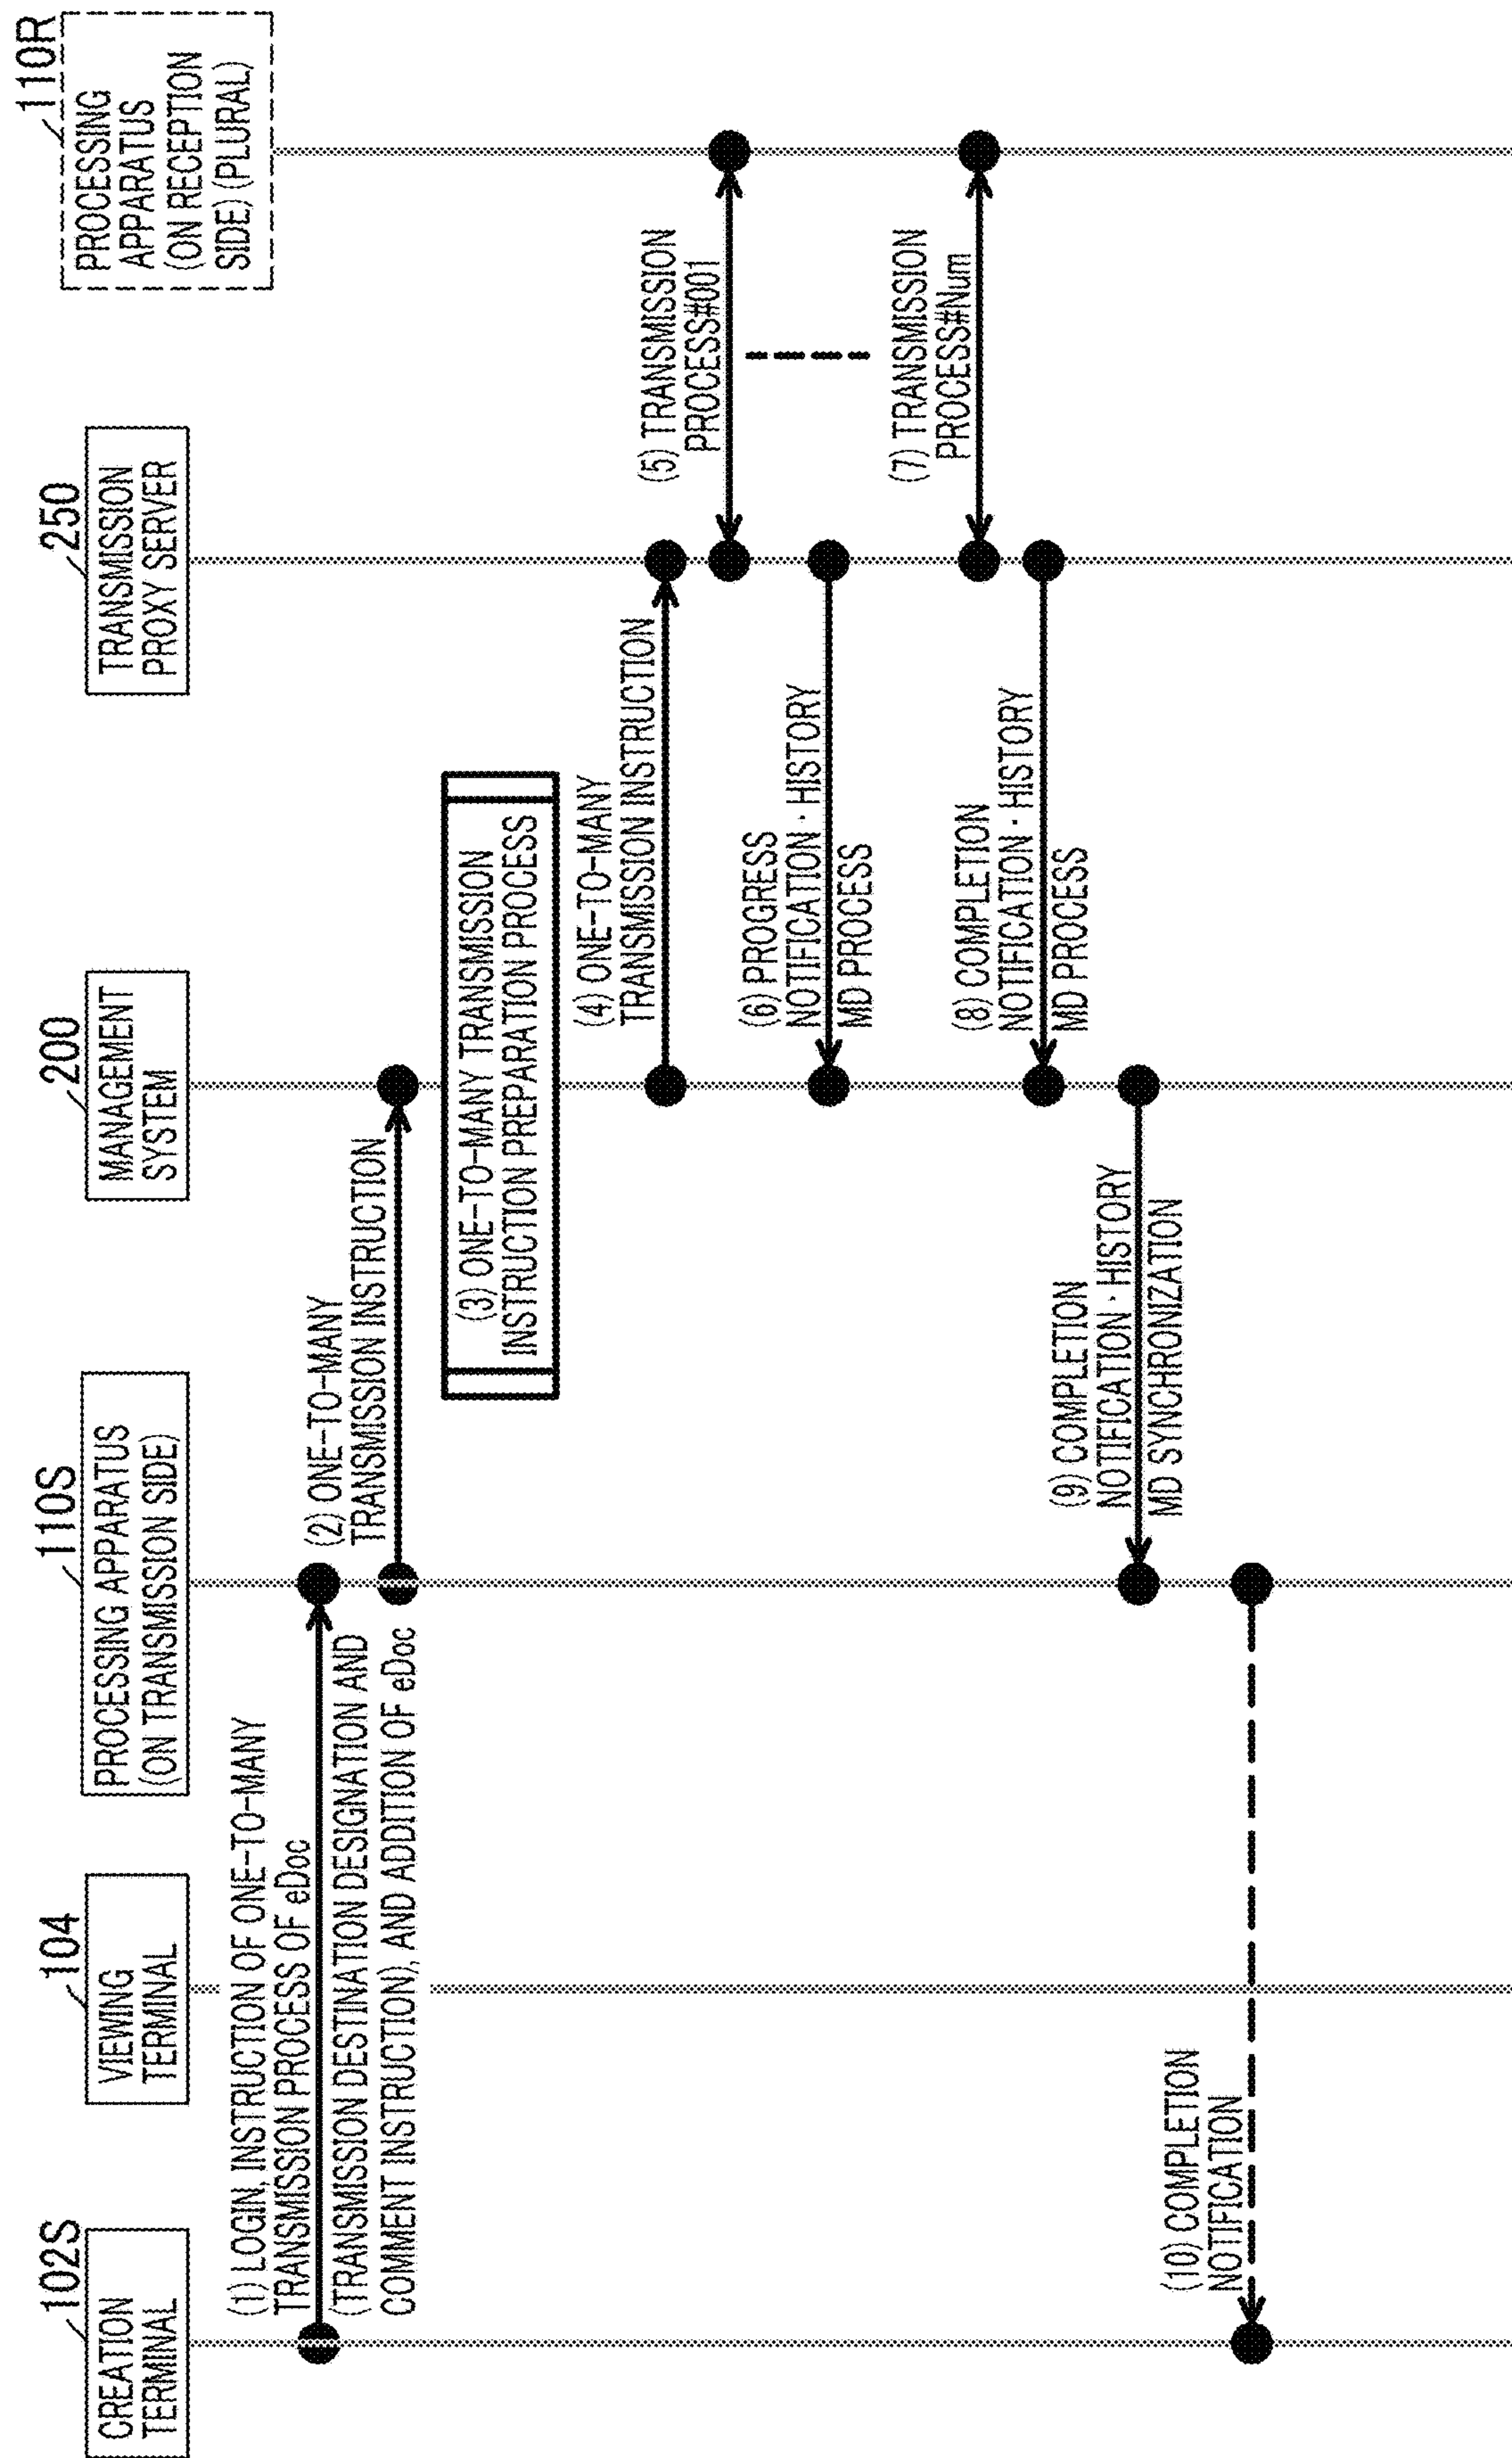 102S
CREATION
TERMINAL
104
VIEWING
TERMINAL
110S
PROCESSING APPARATUS
(ON TRANSMISSION SIDE)
200
MANAGEMENT
SYSTEM
250
TRANSMISSION
PROXY SERVER
110R
PROCESSING
APPARATUS
(ON RECEPTION
SIDE) (PLURAL)
(1) LOGIN, INSTRUCTION OF ONE-TO-MANY
TRANSMISSION PROCESS OF eDoc
(TRANSMISSION DESTINATION DESIGNATION AND
COMMENT INSTRUCTION), AND ADDITION OF eDoc
(2) ONE-TO-MANY
TRANSMISSION INSTRUCTION
(3) ONE-TO-MANY TRANSMISSION
INSTRUCTION PREPARATION PROCESS
(4) ONE-TO-MANY
TRANSMISSION INSTRUCTION
(5) TRANSMISSION
PROCESS#001
(6) PROGRESS
NOTIFICATION · HISTORY
MD PROCESS
(7) TRANSMISSION
PROCESS#Num
(8) COMPLETION
NOTIFICATION · HISTORY
MD PROCESS
(9) COMPLETION
NOTIFICATION · HISTORY
MD SYNCHRONIZATION
(10) COMPLETION
NOTIFICATION